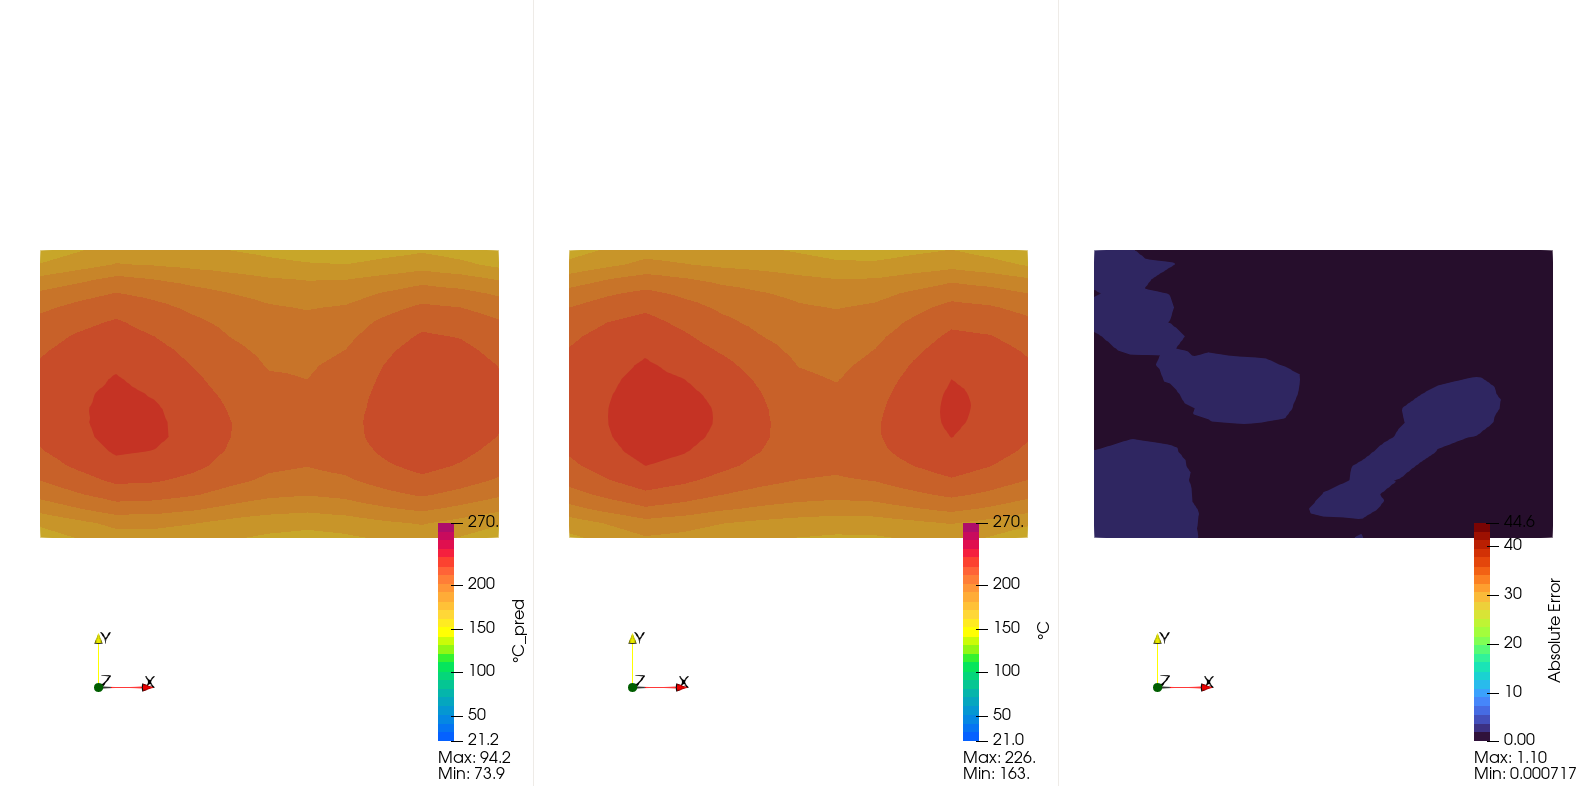 270.
200
150
100
50
21.2
°C_pred
Max: 94.2
Min: 73.9
Y
Z
X
270.
200
150
100
50
21.0
°C
Max: 226.
Min: 163.
Y
Z
X
44.6
40
30
20
10
0.00
Absolute Error
Max: 1.10
Min: 0.000717
Y
Z
X